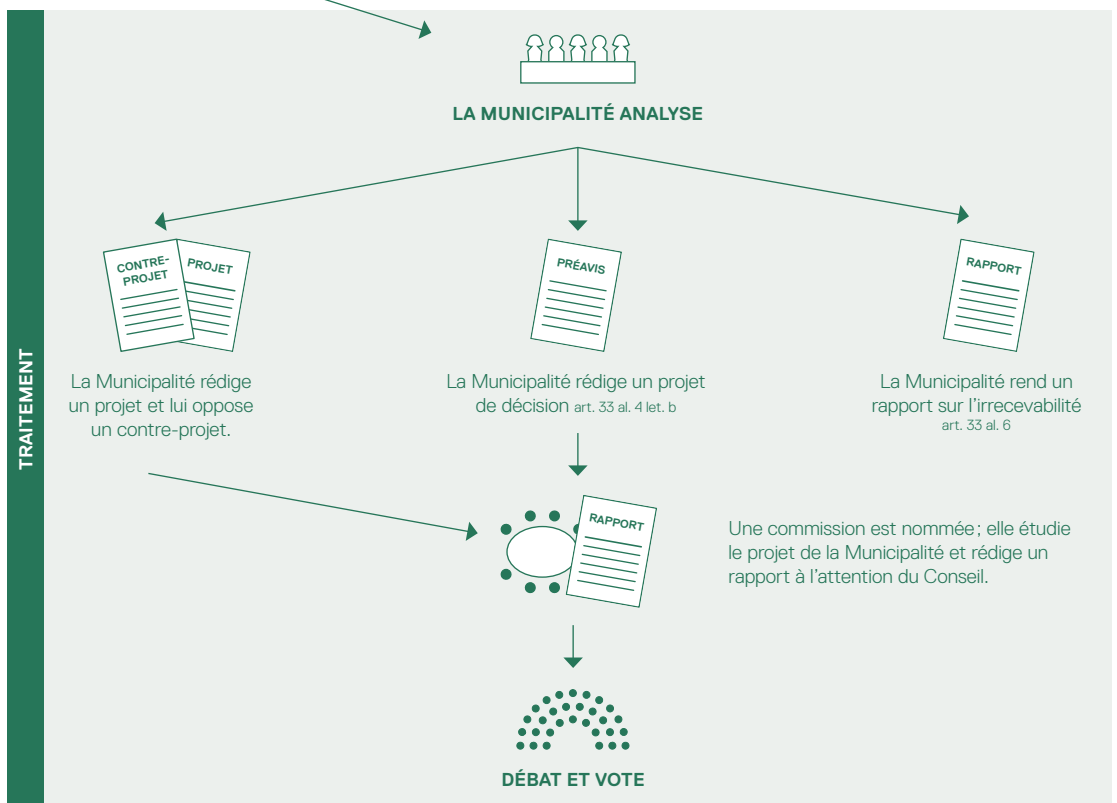 TRAITEMENT
LA MUNICIPALITÉ ANALYSE
CONTRE-
PROJET
PROJET
La Municipalité rédige
un projet et lui oppose
un contre-projet.
PRÉAVIS
La Municipalité rédige un projet
de décision art. 33 al. 4 let. b
RAPPORT
La Municipalité rend un
rapport sur l'irrecevabilité
art. 33 al. 6
RAPPORT
Une commission est nommée ; elle étudie
le projet de la Municipalité et rédige un
rapport à l'attention du Conseil.
DÉBAT ET VOTE